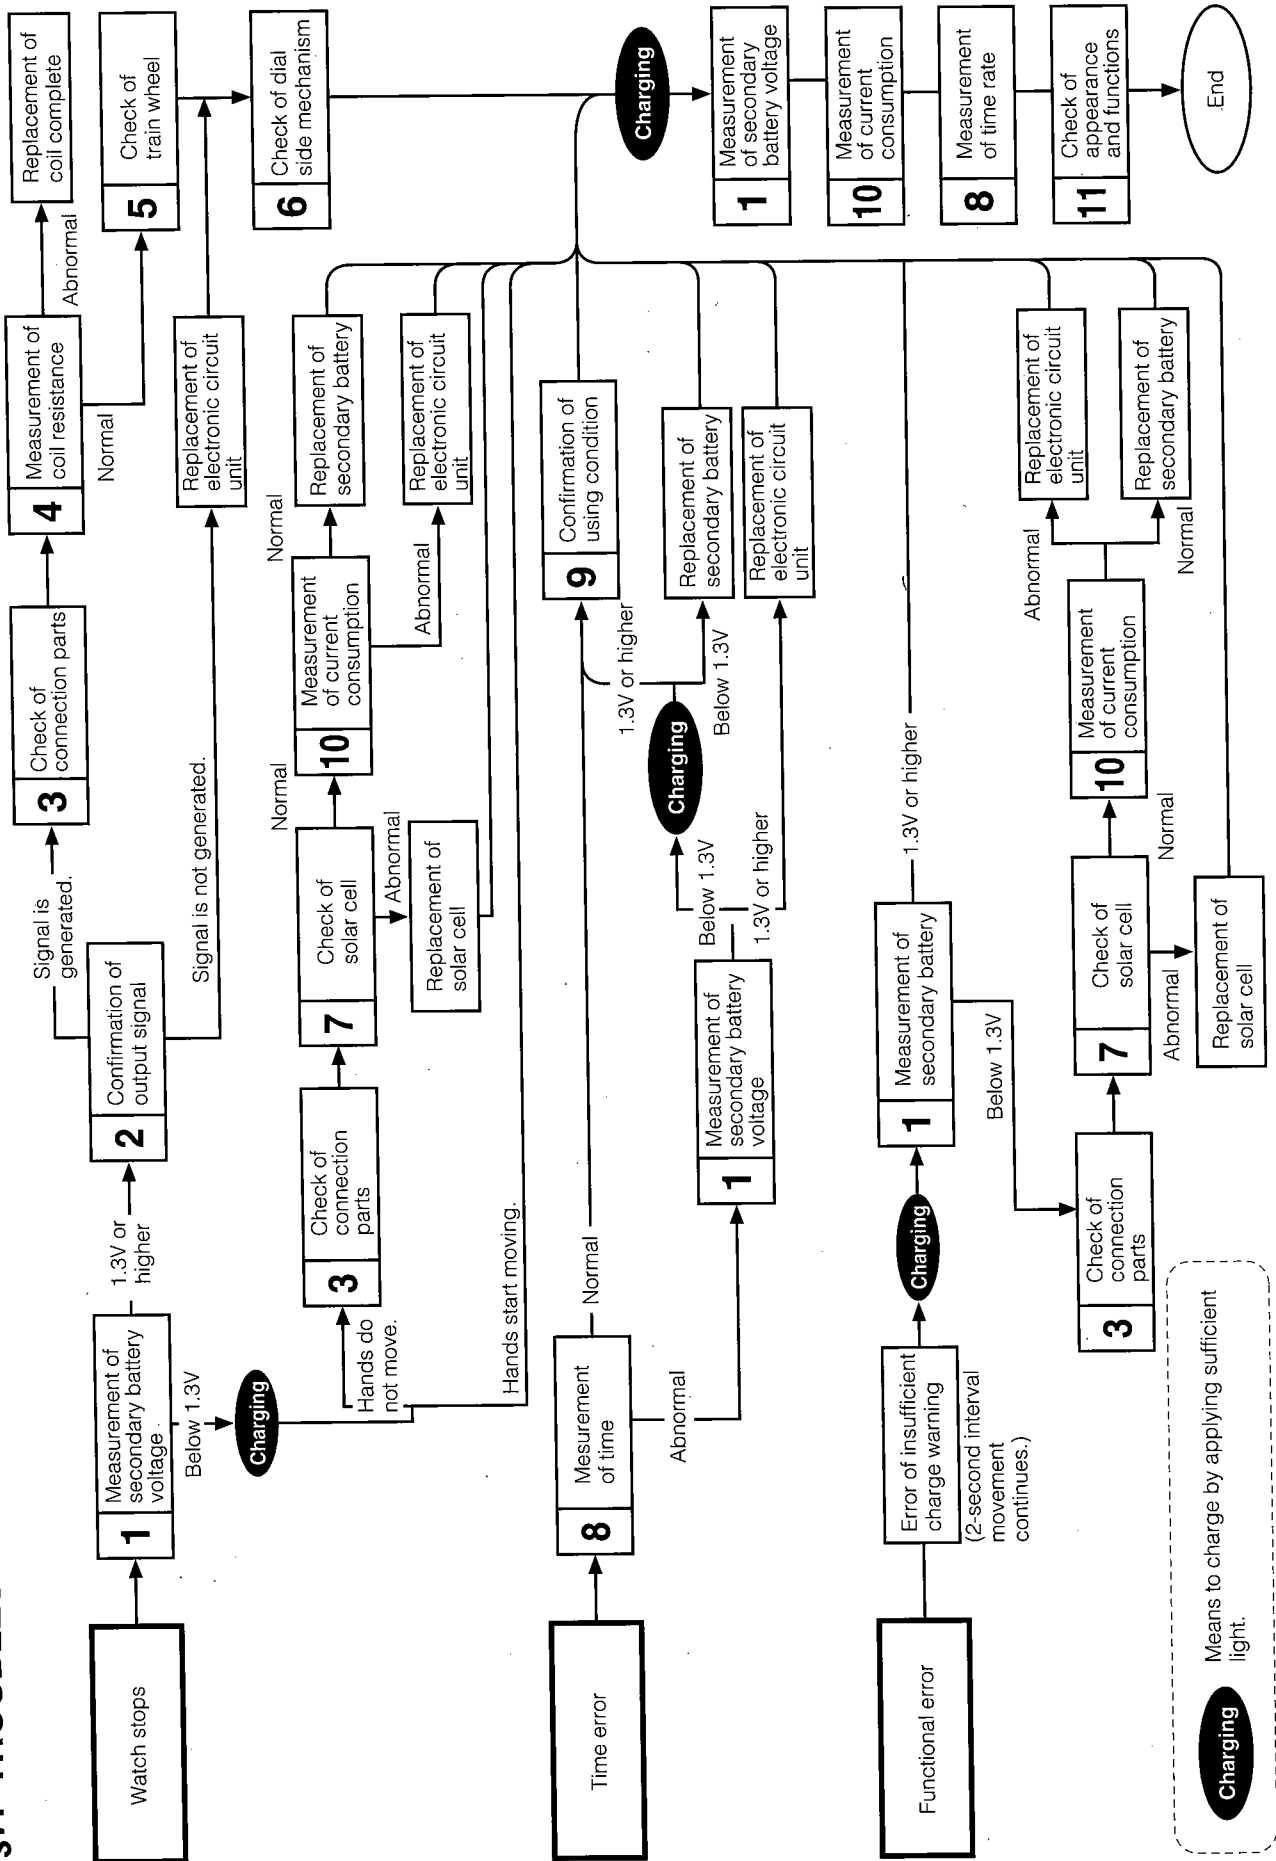 Watch stops
1
Measurement of
secondary battery
voltage
1.3V or
higher
Below 1.3V
Charging
2
Confirmation of
output signal
Signal is
generated.
Signal is not generated.
3
Check of
connection parts
4
Measurement of
coil resistance
Abnormal
Normal
Replacement of
coil complete
5
Check of
train wheel
Replacement of
electronic circuit
unit
6
Check of dial
side mechanism
Hands do
not move.
Hands start moving.
3
Check of
connection
parts
7
Check of
solar cell
Normal
Abnormal
Replacement of
solar cell
10
Measurement
of current
consumption
Normal
Abnormal
Replacement of
secondary battery
Replacement of
electronic circuit
unit
Time error
8
Mesurement
of time
Normal
Abnormal
1
Measurement of
secondary battery
voltage
Below 1.3V
1.3V or higher
Charging
1.3V or higher
Below 1.3V
9
Confirmation of
using condition
Replacement of
secondary battery
Replacement of
electronic circuit
unit
Functional error
Error of insufficient
charge warning
(2-second interval
movement
continues.)
Charging
1
Measurement of
secondary battery
1.3V or higher
Below 1.3V
3
Check of
connection
parts
7
Check of
solar cell
Normal
Abnormal
Replacement of
solar cell
10
Measurement
of current
consumption
Abnormal
Normal
Replacement of
electronic circuit
unit
Replacement of
secondary battery
Charging
1
Measurement
of secondary
battery voltage
10
Measurement
of current
consumption
8
Measurement
of time rate
11
Check of
appearance
and functions
End
Charging
Means to charge by applying sufficient
light.